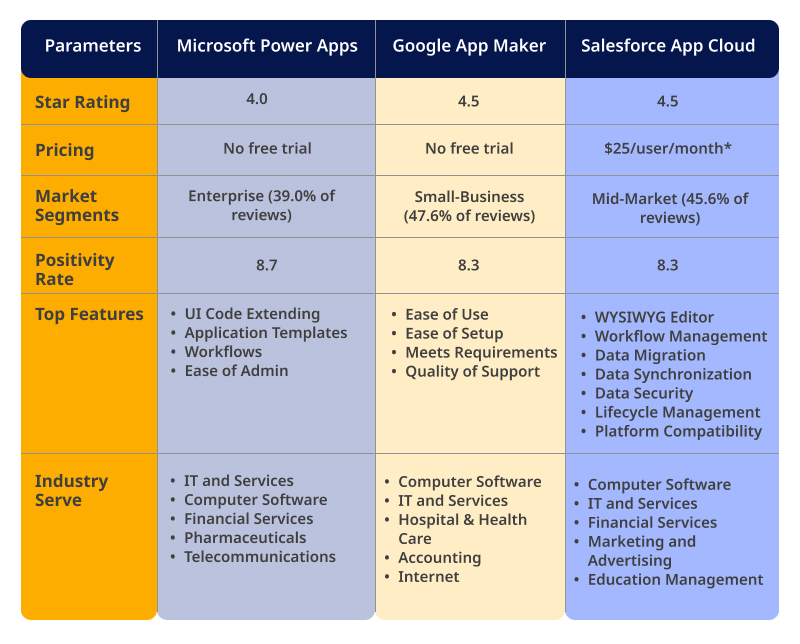 Parameters
Microsoft Power Apps
Google App Maker
Salesforce App Cloud
Star Rating
4.0
4.5
4.5
Pricing
No free trial
No free trial
$25/user/month*
Market
Segments
Enterprise (39.0% of
reviews)
Small-Business
(47.6% of reviews)
Mid-Market (45.6% of
reviews)
Positivity
Rate
8.7
8.3
8.3
Top Features
• UI Code Extending
• Application Templates
• Workflows
• Ease of Admin
• Ease of Use
• Ease of Setup
• Meets Requirements
• Quality of Support
• WYSIWYG Editor
• Workflow Management
• Data Migration
• Data Synchronization
• Data Security
• Lifecycle Management
• Platform Compatibility
Industry
Serve
• IT and Services
• Computer Software
• Financial Services
• Pharmaceuticals
• Telecommunications
• Computer Software
• IT and Services
• Hospital & Health
Care
• Accounting
• Internet
• Computer Software
• IT and Services
• Financial Services
• Marketing and
Advertising
• Education Management